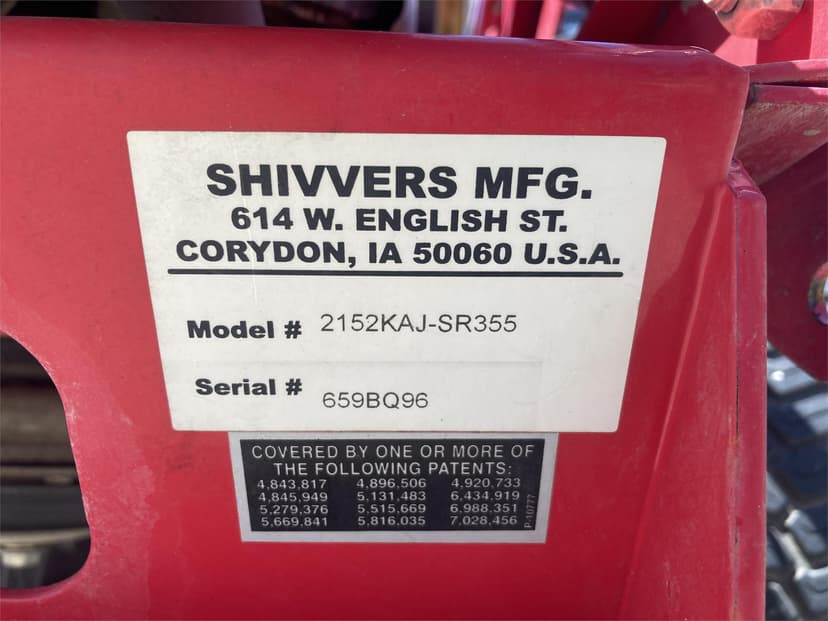 SHIVVERS MFG.
614 W. ENGLISH ST.
CORYDON, IA 50060 U.S.A.
Model # 2152KAJ-SR355
Serial # 659BQ96
COVERED BY ONE OR MORE OF
THE FOLLOWING PATENTS:
4,843,817 4,896,506 4,920,733
4,845,949 5,131,483 6,434,919
5,279,376 5,515,669 6,988,351
5,669,841 5,816,035 7,028,456
P-10777